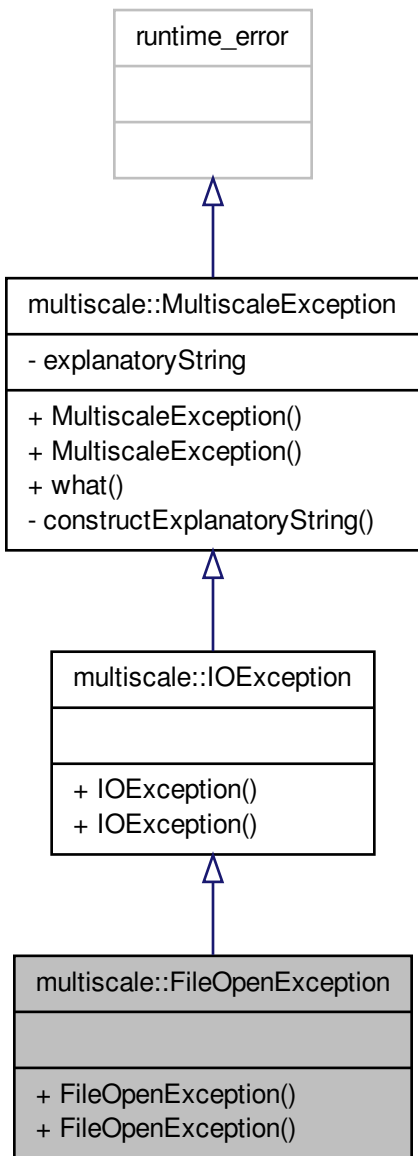 runtime_error
multiscale::MultiscaleException
- explanatoryString
+ MultiscaleException()
+ MultiscaleException()
+ what()
- constructExplanatoryString()
multiscale::IOException
+ IOException()
+ IOException()
multiscale::FileOpenException
+ FileOpenException()
+ FileOpenException()